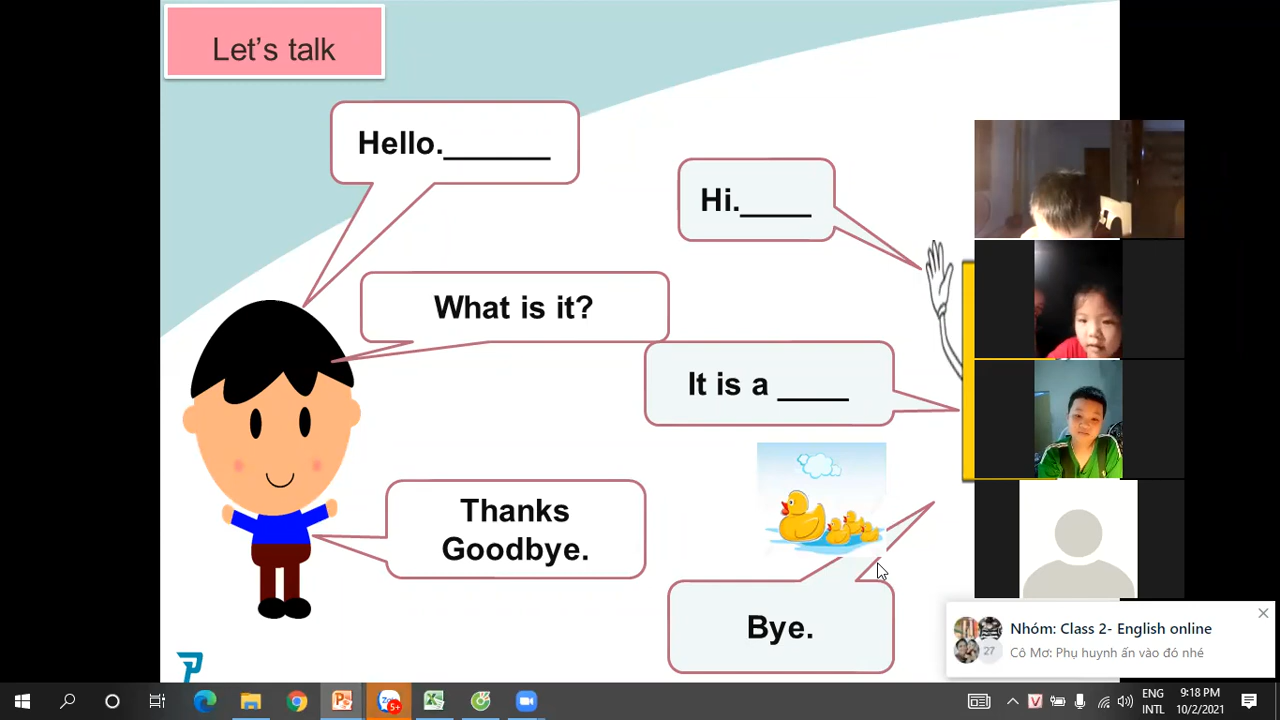 Let's talk
Hello.______
Hi.____
What is it?
It is a ____
Thanks
Goodbye.
Bye.
Nhóm: Class 2- English online
27
Cô Mơ: Phụ huynh ấn vào đó nhé
5+
V
ENG
INTL
9:18 PM
10/2/2021